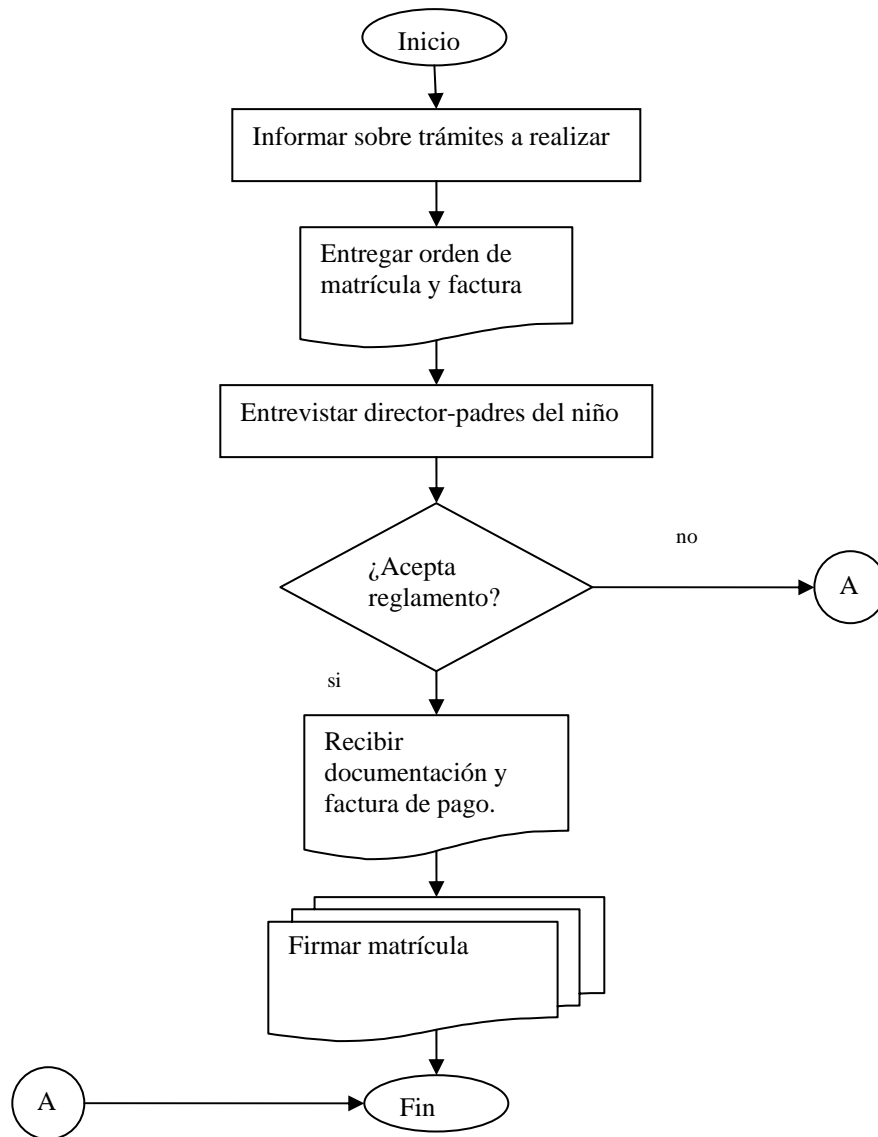 Inicio
Informar sobre trámites a realizar
Entregar orden de
matrícula y factura
Entrevistar director-padres del niño
¿Acepta
reglamento?
no
A
si
Recibir
documentación y
factura de pago.
Firmar matrícula
A
Fin